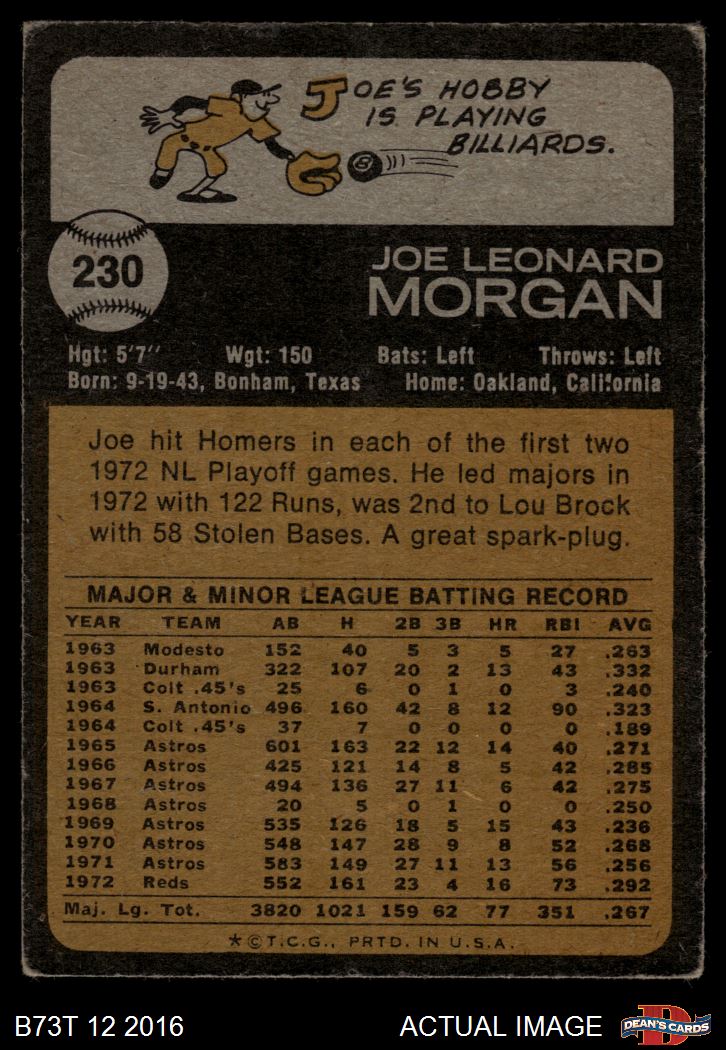 JOE'S HOBBY
IS PLAYING
BILLIARDS.
8
230
JOE LEONARD
MORGAN
Hgt: 5'7" Wgt: 150 Bats: Left Throws: Left
Born: 9-19-43, Bonham, Texas Home: Oakland, California
Joe hit Homers in each of the first two
1972 NL Playoff games. He led majors in
1972 with 122 Runs, was 2nd to Lou Brock
with 58 Stolen Bases. A great spark-plug.
MAJOR & MINOR LEAGUE BATTING RECORD
YEAR TEAM AB H 2B 3B HR RBI AVG
1963 Modesto 152 40 5 3 5 27 .263
1963 Durham 322 107 20 2 13 43 .332
1963 Colt .45's 25 6 0 1 0 3 .240
1964 S. Antonio 496 160 42 8 12 90 .323
1964 Colt .45's 37 7 0 0 0 0 .189
1965 Astros 601 163 22 12 14 40 .271
1966 Astros 425 121 14 8 5 42 .285
1967 Astros 494 136 27 11 6 42 .275
1968 Astros 20 5 0 1 0 0 .250
1969 Astros 535 126 18 5 15 43 .236
1970 Astros 548 147 28 9 8 52 .268
1971 Astros 583 149 27 11 13 56 .256
1972 Reds 552 161 23 4 16 73 .292
Maj. Lg. Tot. 3820 1021 159 62 77 351 .267
*©T.C.G., PRTD. IN U.S.A.
B73T 12 2016 ACTUAL IMAGE
D
DEAN'S CARDS